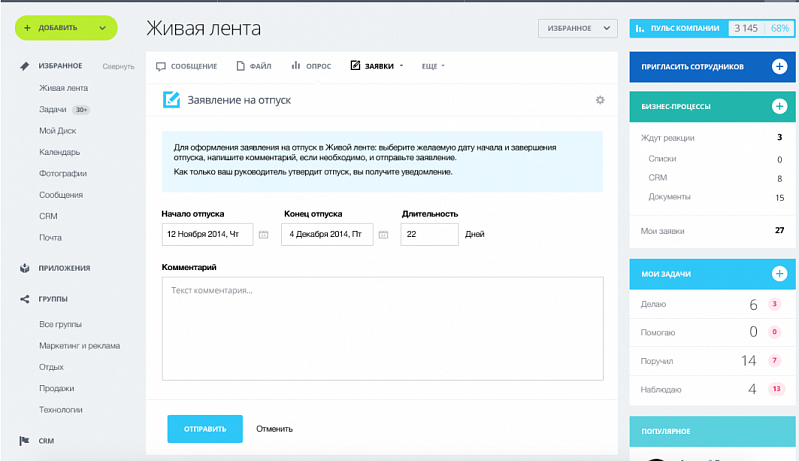 ДОБАВИТЬ
Живая лента
ИЗБРАННОЕ
ПУЛЬС КОМПАНИИ 3 145 68%
ИЗБРАННОЕ Свернуть
Живая лента
Задачи 30+
Мой Диск
Календарь
Фотографии
Сообщения
CRM
Почта
ПРИЛОЖЕНИЯ
ГРУППЫ
Все группы
Маркетинг и реклама
Отдых
Продажи
Технологии
CRM
СООБЩЕНИЕ ФАЙЛ ОПРОС ЗАЯВКИ ЕЩЕ
Заявление на отпуск
Для оформления заявления на отпуск в Живой ленте: выберите желаемую дату начала и завершения
отпуска, напишите комментарий, если необходимо, и отправьте заявление.
Как только ваш руководитель утвердит отпуск, вы получите уведомление.
Начало отпуска Конец отпуска Длительность
12 Ноября 2014, Чт 4 Декабря 2014, Пт 22 Дней
Комментарий
Текст комментария...
ОТПРАВИТЬ Отменить
ПРИГЛАСИТЬ СОТРУДНИКОВ
БИЗНЕС-ПРОЦЕССЫ
Ждут реакции 3
Списки 0
CRM 8
Документы 15
Мои заявки 27
МОИ ЗАДАЧИ
Делаю 6 3
Помогаю 0 0
Поручил 14 7
Наблюдаю 4 13
ПОПУЛЯРНОЕ